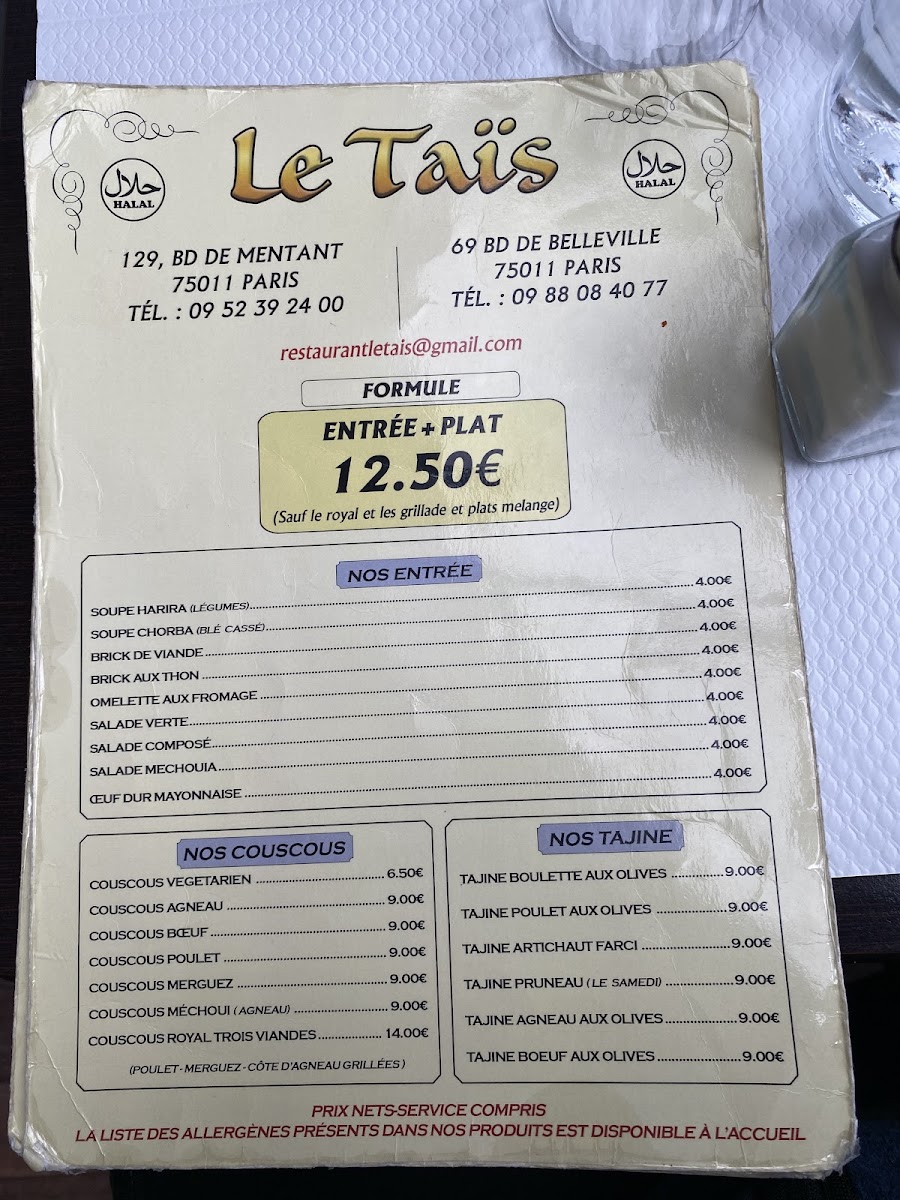 Le Taïs
حلال
HALAL
حلال
HALAL
129, BD DE MENTANT
75011 PARIS
TÉL. : 09 52 39 24 00
69 BD DE BELLEVILLE
75011 PARIS
TÉL. : 09 88 08 40 77
restaurantletais@gmail.com
FORMULE
ENTRÉE + PLAT
12.50€
(Sauf le royal et les grillade et plats melange)
NOS ENTRÉE
SOUPE HARIRA (LÉGUMES) 4.00€
SOUPE CHORBA (BLÉ CASSÉ) 4.00€
BRICK DE VIANDE 4.00€
BRICK AUX THON 4.00€
OMELETTE AUX FROMAGE 4.00€
SALADE VERTE 4.00€
SALADE COMPOSÉ 4.00€
SALADE MECHOUIA 4.00€
ŒUF DUR MAYONNAISE 4.00€
NOS COUSCOUS
COUSCOUS VEGETARIEN 6.50€
COUSCOUS AGNEAU 9.00€
COUSCOUS BŒUF 9.00€
COUSCOUS POULET 9.00€
COUSCOUS MERGUEZ 9.00€
COUSCOUS MÉCHOUI (AGNEAU) 9.00€
COUSCOUS ROYAL TROIS VIANDES 14.00€
(POULET - MERGUEZ - CÔTE D'AGNEAU GRILLÉES)
NOS TAJINE
TAJINE BOULETTE AUX OLIVES 9.00€
TAJINE POULET AUX OLIVES 9.00€
TAJINE ARTICHAUT FARCI 9.00€
TAJINE PRUNEAU (LE SAMEDI) 9.00€
TAJINE AGNEAU AUX OLIVES 9.00€
TAJINE BOEUF AUX OLIVES 9.00€
PRIX NETS-SERVICE COMPRIS
LA LISTE DES ALLERGÈNES PRÉSENTS DANS NOS PRODUITS EST DISPONIBLE À L'ACCUEIL